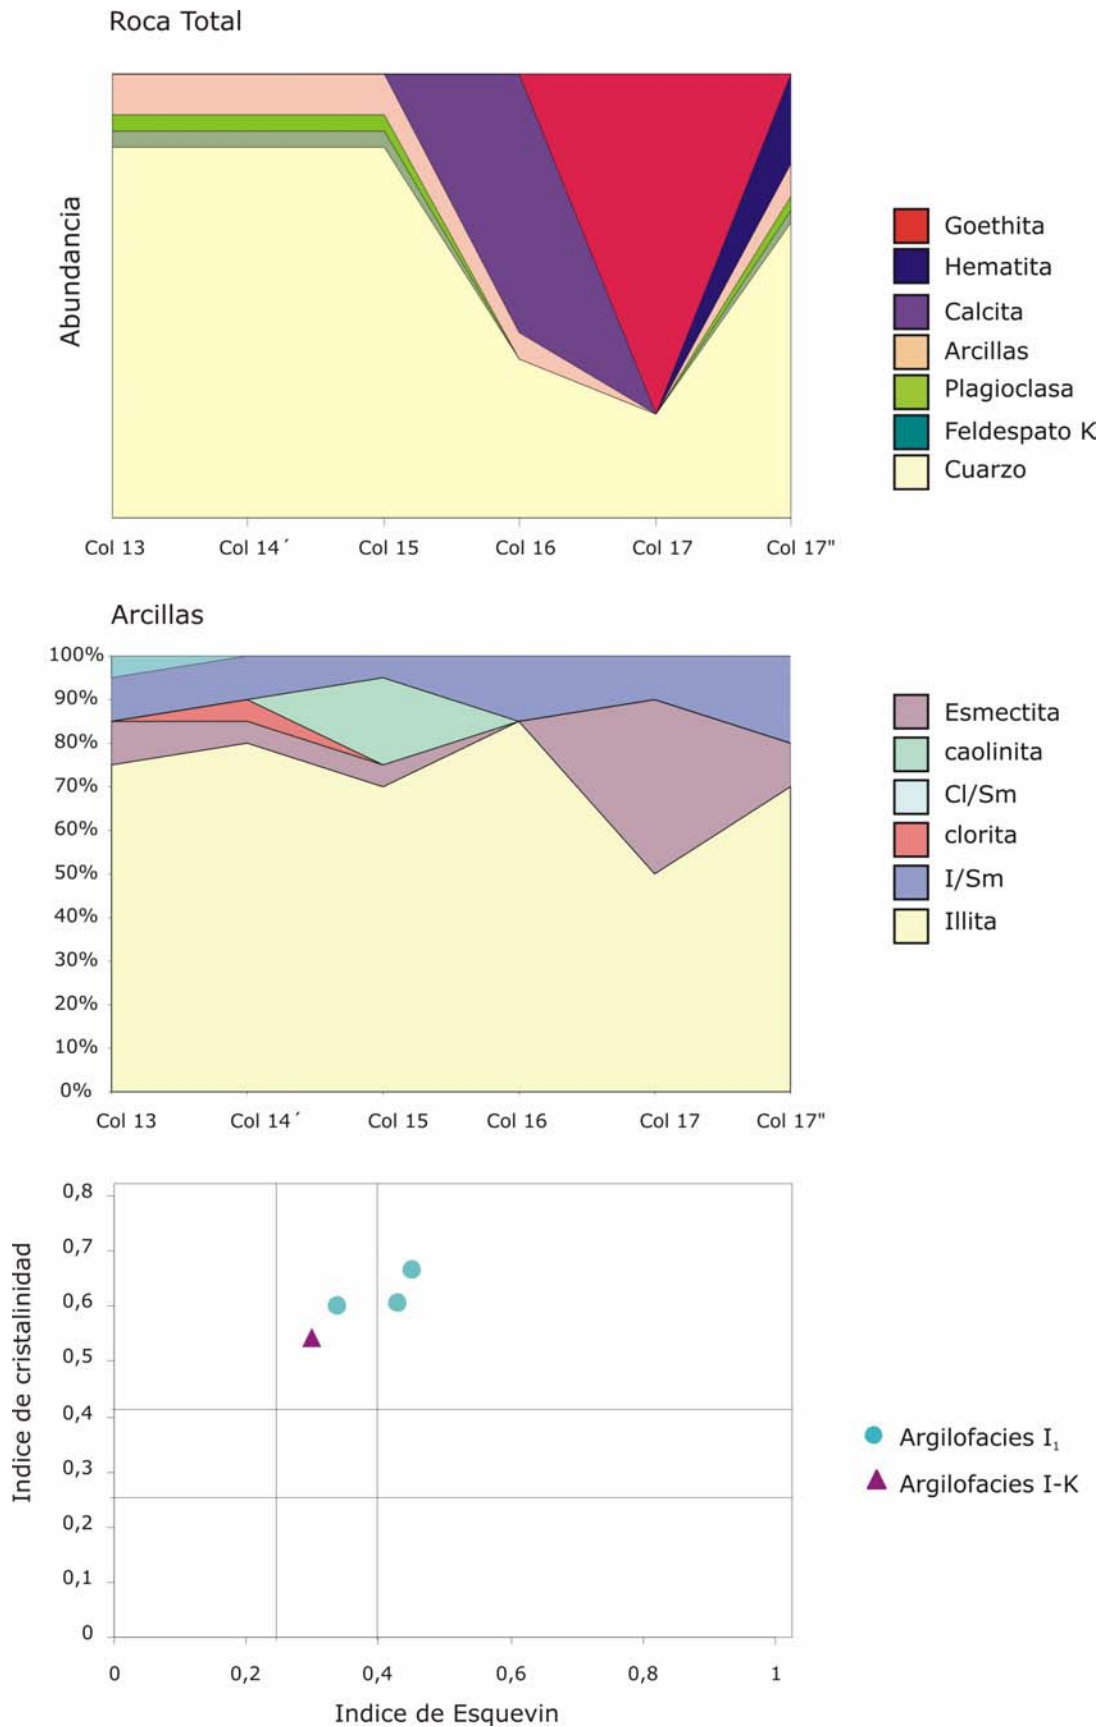 Roca Total
Abundancia
Goethita
Hematita
Calcita
Arcillas
Plagioclasa
Feldespato K
Cuarzo
Col 13 Col 14´ Col 15 Col 16 Col 17 Col 17"
Arcillas
100%
90%
80%
70%
60%
50%
40%
30%
20%
10%
0%
Esmectita
caolinita
Cl/Sm
clorita
I/Sm
Illita
Col 13 Col 14´ Col 15 Col 16 Col 17 Col 17"
Indice de cristalinidad
0,8
0,7
0,6
0,5
0,4
0,3
0,2
0,1
0
Argilofacies I₁
Argilofacies I-K
0 0,2 0,4 0,6 0,8 1
Indice de Esquevin